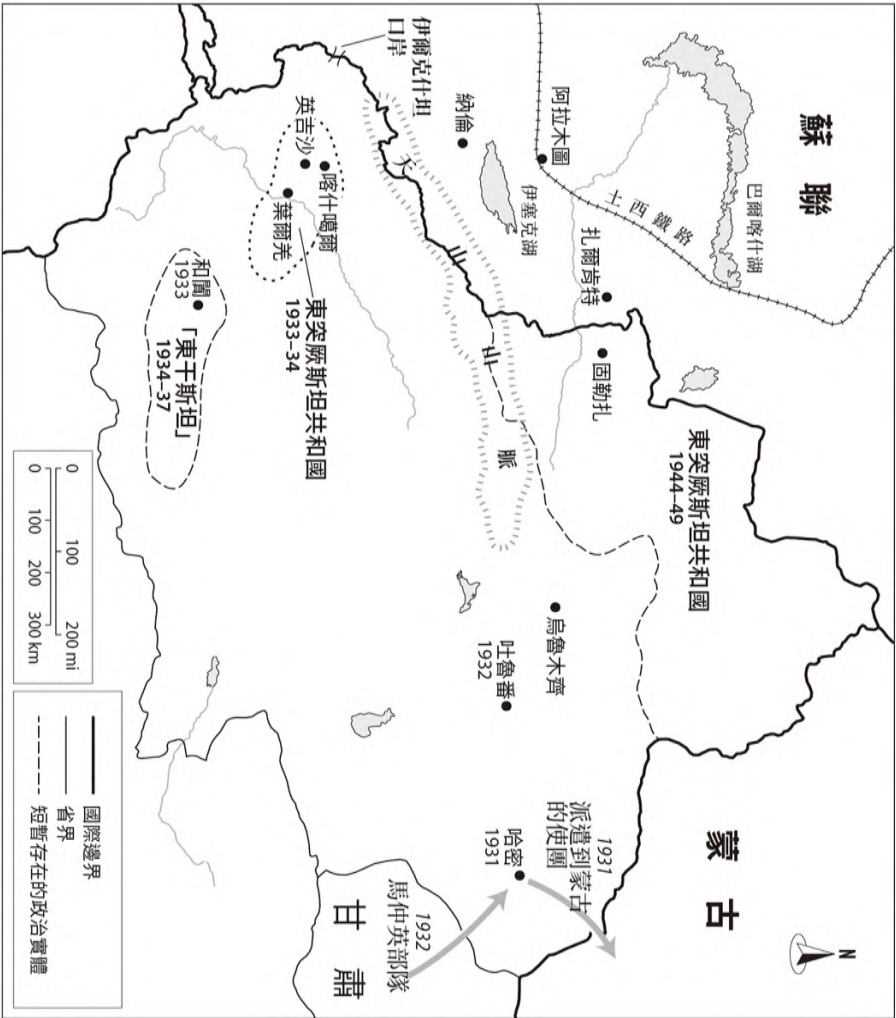 蘇聯
巴爾喀什湖
土西鐵路
阿拉木圖
扎爾肯特
伊塞克湖
納倫
固勒扎
伊爾克什坦
口岸
天山山脈
東突厥斯坦共和國
1944–49
蒙古
N
烏魯木齊
吐魯番
1932
1931
派遣到蒙古
的使團
哈密
1931
1932
馬仲英部隊
甘肅
喀什噶爾
英吉沙
葉爾羌
東突厥斯坦共和國
1933–34
和闐
1933
「東干斯坦」
1934–37
0 100 200 mi
0 100 200 300 km
國際邊界
省界
短暫存在的政治實體